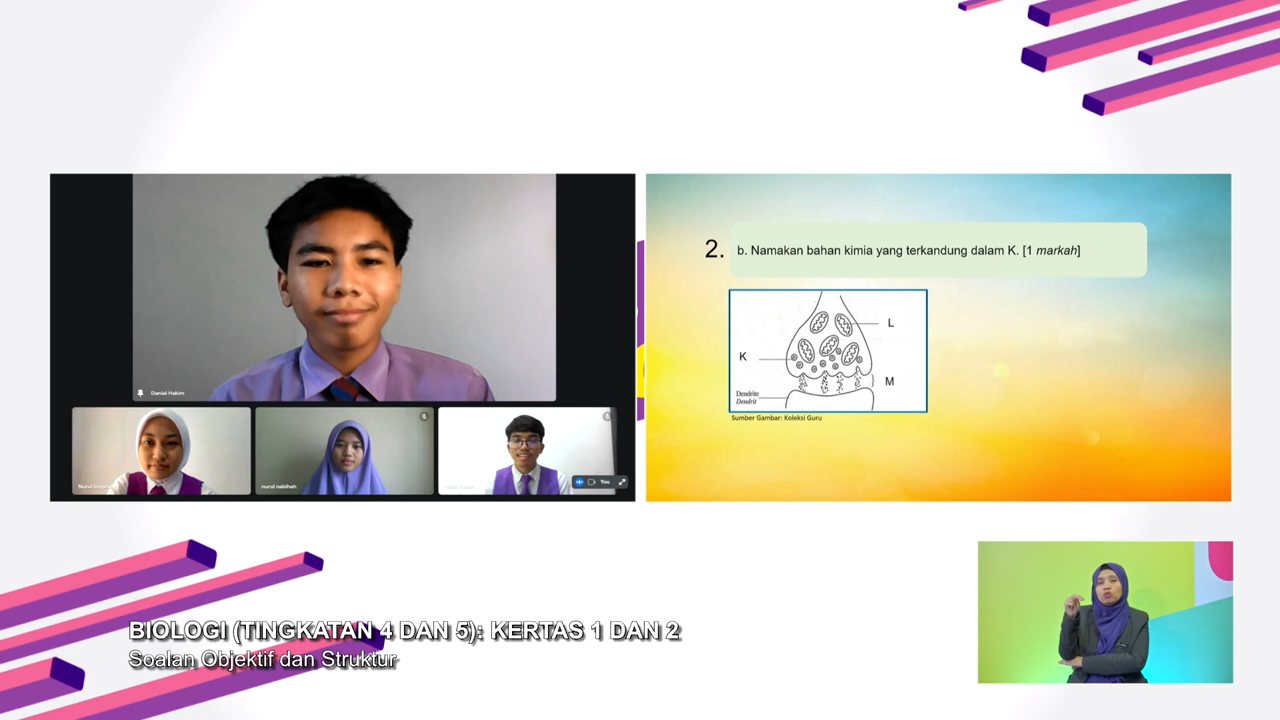 Danial Hakim
nurul nabihah
You
2.
b. Namakan bahan kimia yang terkandung dalam K. [1 markah]
L
K
M
Dendrite
Dendrit
Sumber Gambar: Koleksi Guru
BIOLOGI (TINGKATAN 4 DAN 5): KERTAS 1 DAN 2
Soalan Objektif dan Struktur